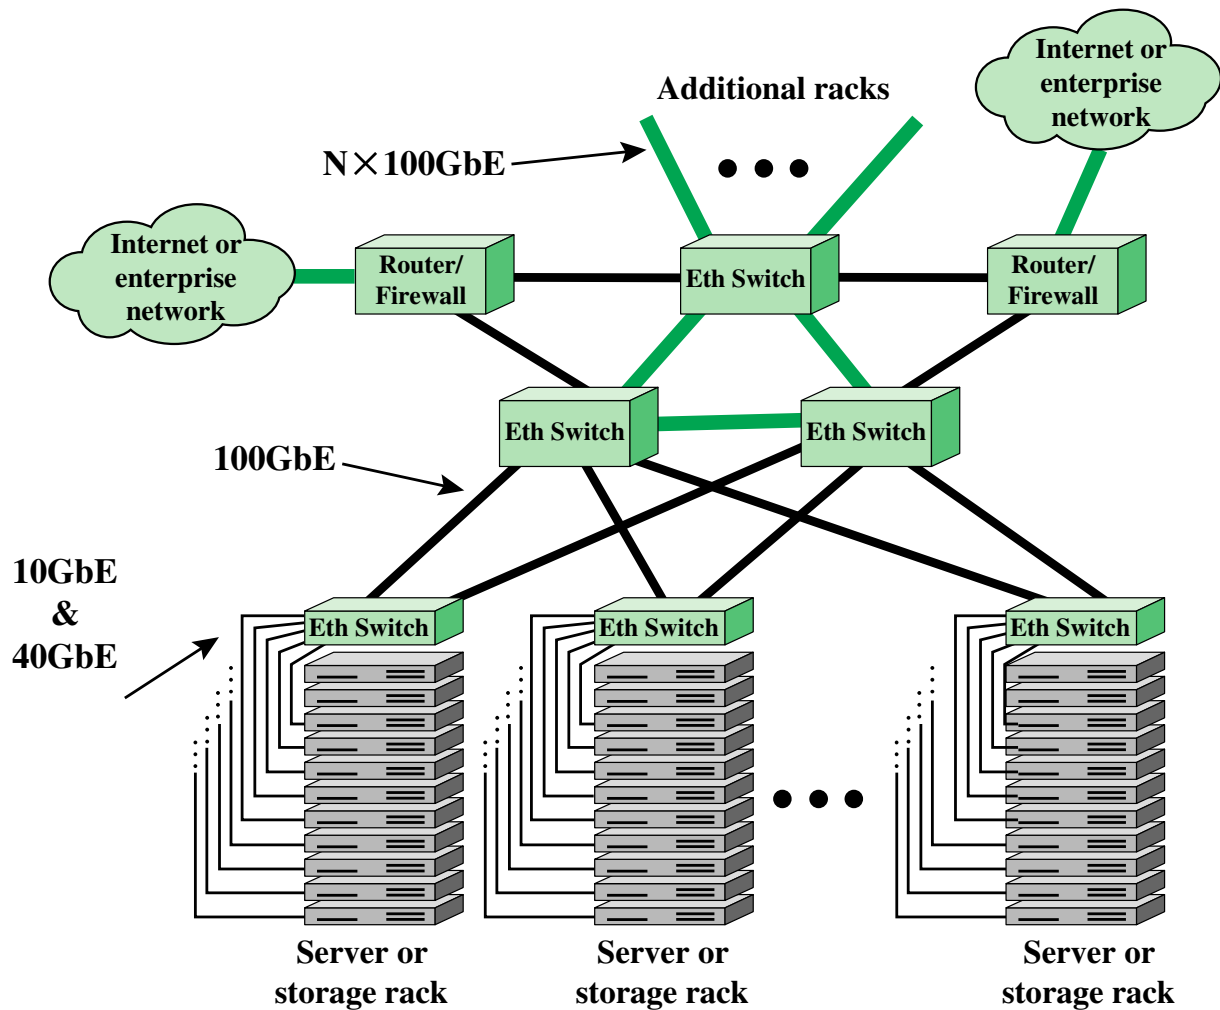 Internet or
enterprise
network
Additional racks
N×100GbE
Internet or
enterprise
network
Router/
Firewall
Eth Switch
Router/
Firewall
Eth Switch
Eth Switch
100GbE
10GbE
&
40GbE
Eth Switch
Eth Switch
Eth Switch
Server or
storage rack
Server or
storage rack
Server or
storage rack